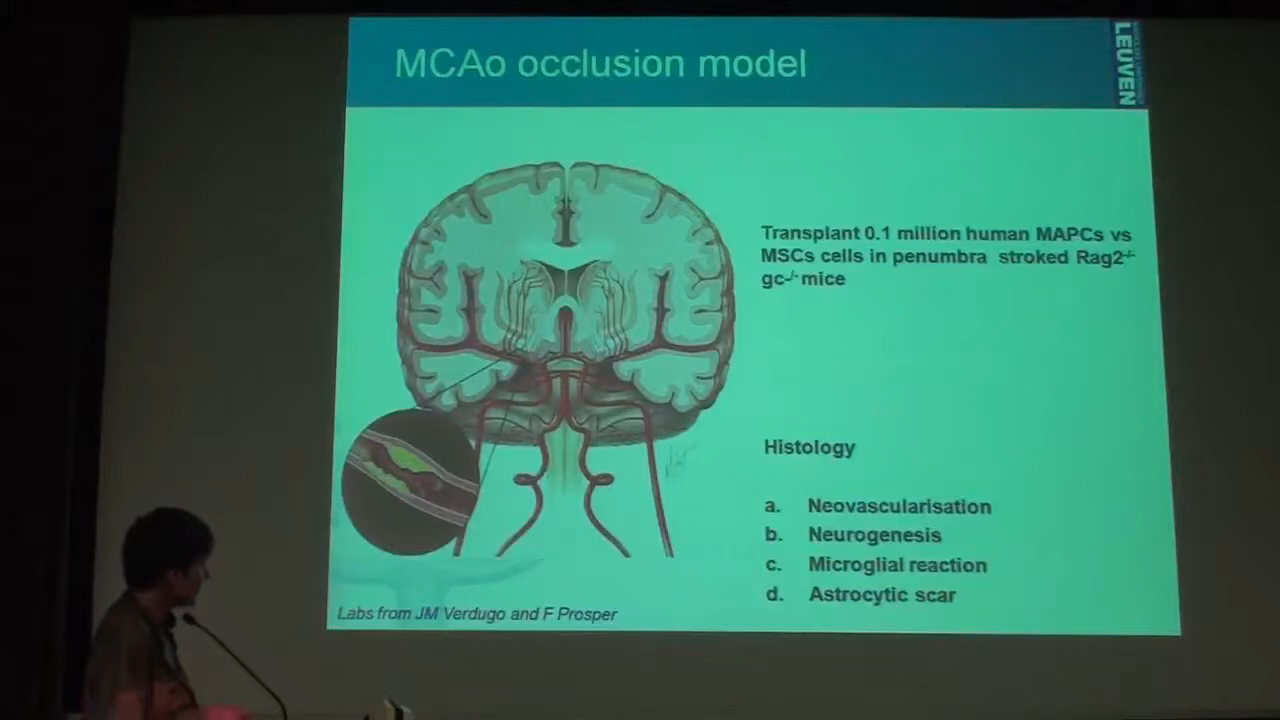 MCAo occlusion model
LEUVEN
Transplant 0.1 million human MAPCs vs
MSCs cells in penumbra stroked Rag2-/-
gc-/- mice
Histology
a. Neovascularisation
b. Neurogenesis
c. Microglial reaction
d. Astrocytic scar
Labs from JM Verdugo and F Prosper